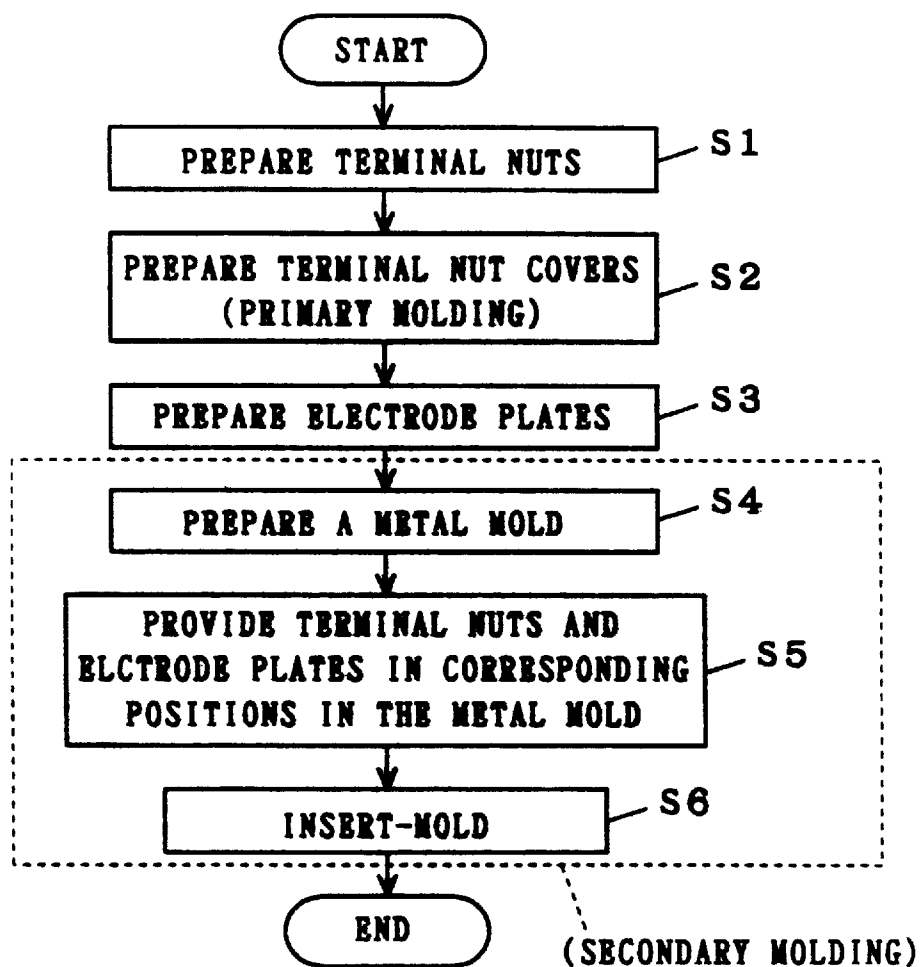 START
PREPARE TERMINAL NUTS
S1
PREPARE TERMINAL NUT COVERS
(PRIMARY MOLDING)
S2
PREPARE ELECTRODE PLATES
S3
PREPARE A METAL MOLD
S4
PROVIDE TERMINAL NUTS AND
ELCTRODE PLATES IN CORRESPONDING
POSITIONS IN THE METAL MOLD
S5
INSERT-MOLD
S6
END
(SECONDARY MOLDING)